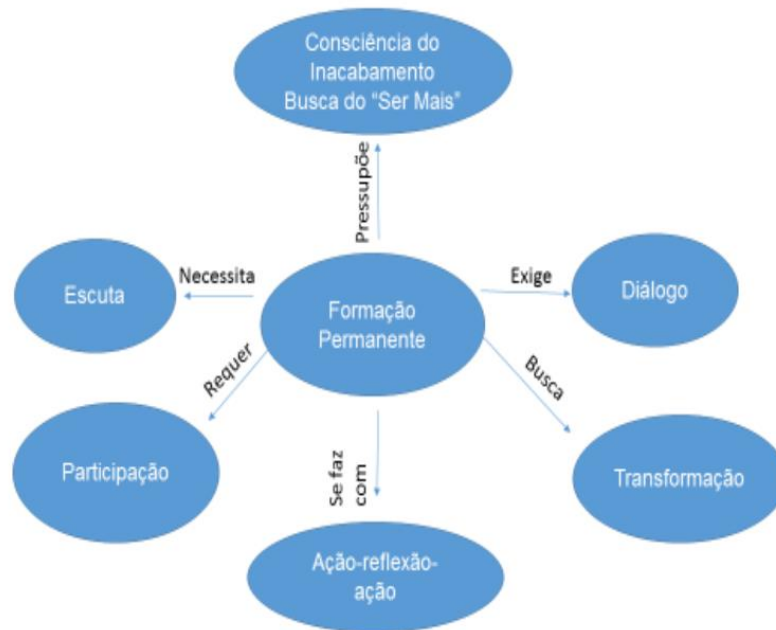 Consciência do
Inacabamento
Busca do “Ser Mais”
Pressupõe
Necessita
Exige
Escuta
Formação
Permanente
Diálogo
Requer
Busca
Participação
Se faz
com
Transformação
Ação-reflexão-
ação